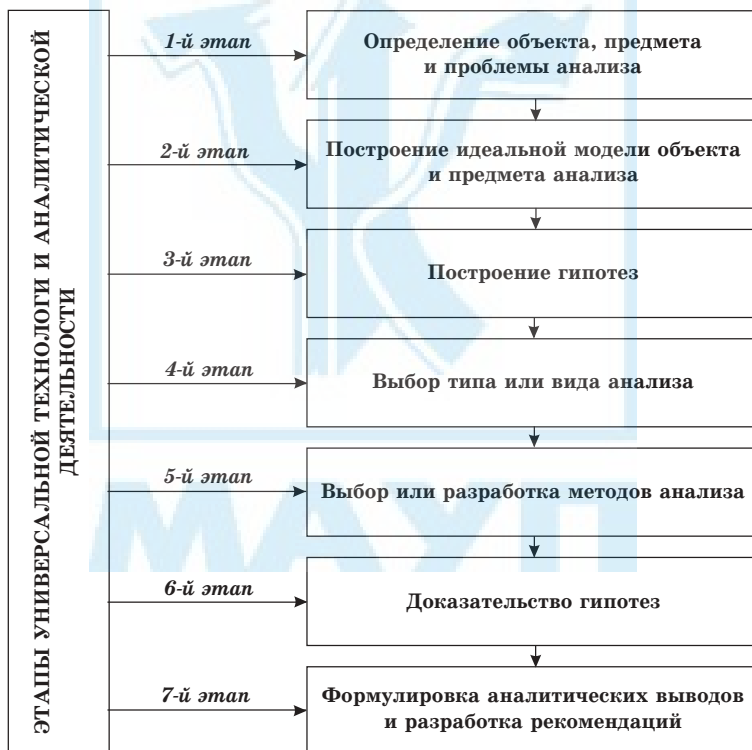 ЭТАПЫ УНИВЕРСАЛЬНОЙ ТЕХНОЛОГИ И АНАЛИТИЧЕСКОЙ
ДЕЯТЕЛЬНОСТИ
1-й этап
Определение объекта, предмета
и проблемы анализа
2-й этап
Построение идеальной модели объекта
и предмета анализа
3-й этап
Построение гипотез
4-й этап
Выбор типа или вида анализа
5-й этап
Выбор или разработка методов анализа
6-й этап
Доказательство гипотез
7-й этап
Формулировка аналитических выводов
и разработка рекомендаций
МАУП